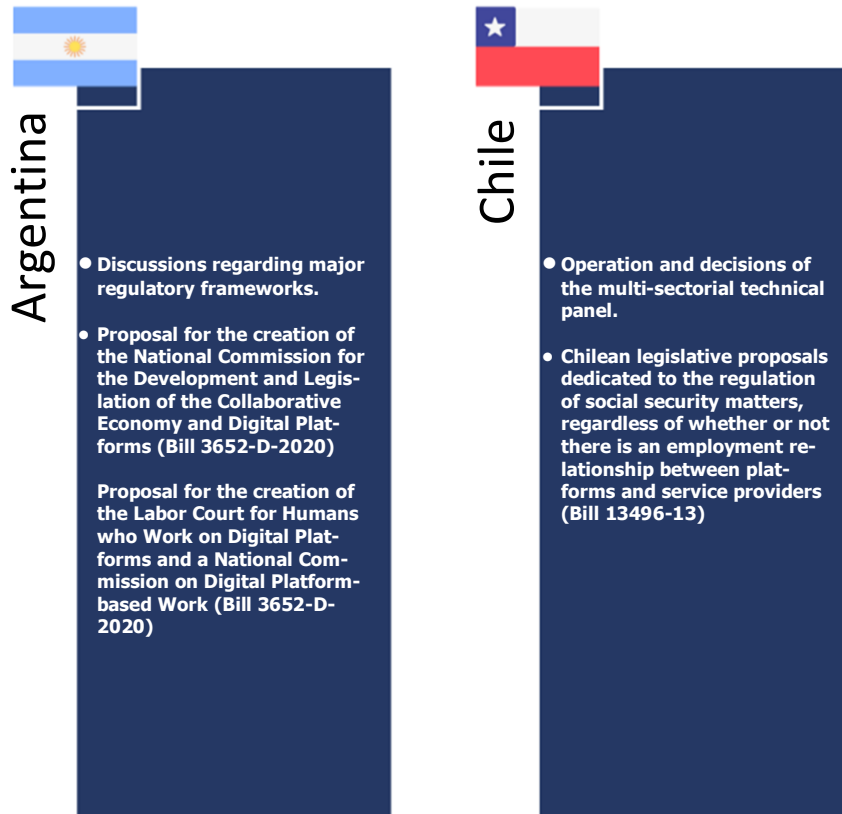 Argentina
● Discussions regarding major
regulatory frameworks.
● Proposal for the creation of
the National Commission for
the Development and Legis-
lation of the Collaborative
Economy and Digital Plat-
forms (Bill 3652-D-2020)
Proposal for the creation of
the Labor Court for Humans
who Work on Digital Plat-
forms and a National Com-
mission on Digital Platform-
based Work (Bill 3652-D-
2020)
Chile
● Operation and decisions of
the multi-sectorial technical
panel.
● Chilean legislative proposals
dedicated to the regulation
of social security matters,
regardless of whether or not
there is an employment re-
lationship between plat-
forms and service providers
(Bill 13496-13)